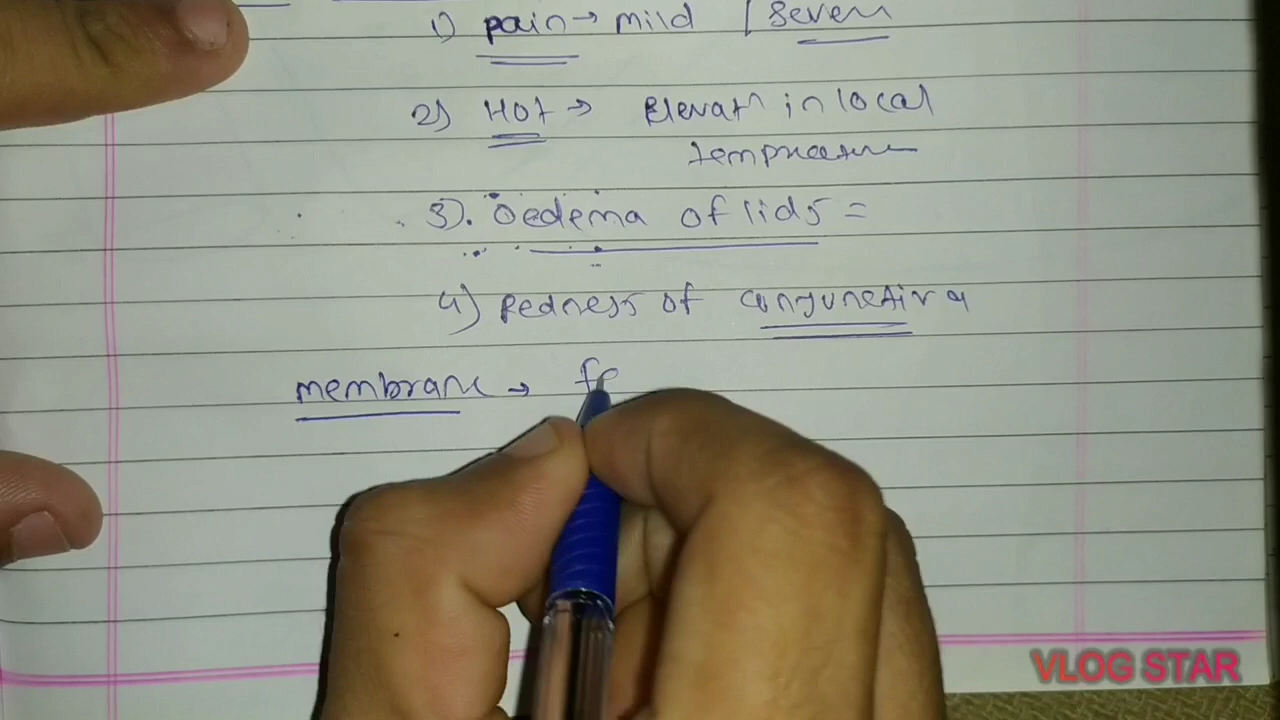 1) pain → mild / Severe
2) Hot → Elevatn in local
temprature
3). Oedema of lids =
4) Redness of conjunctiva
membrane → fo
VLOG STAR